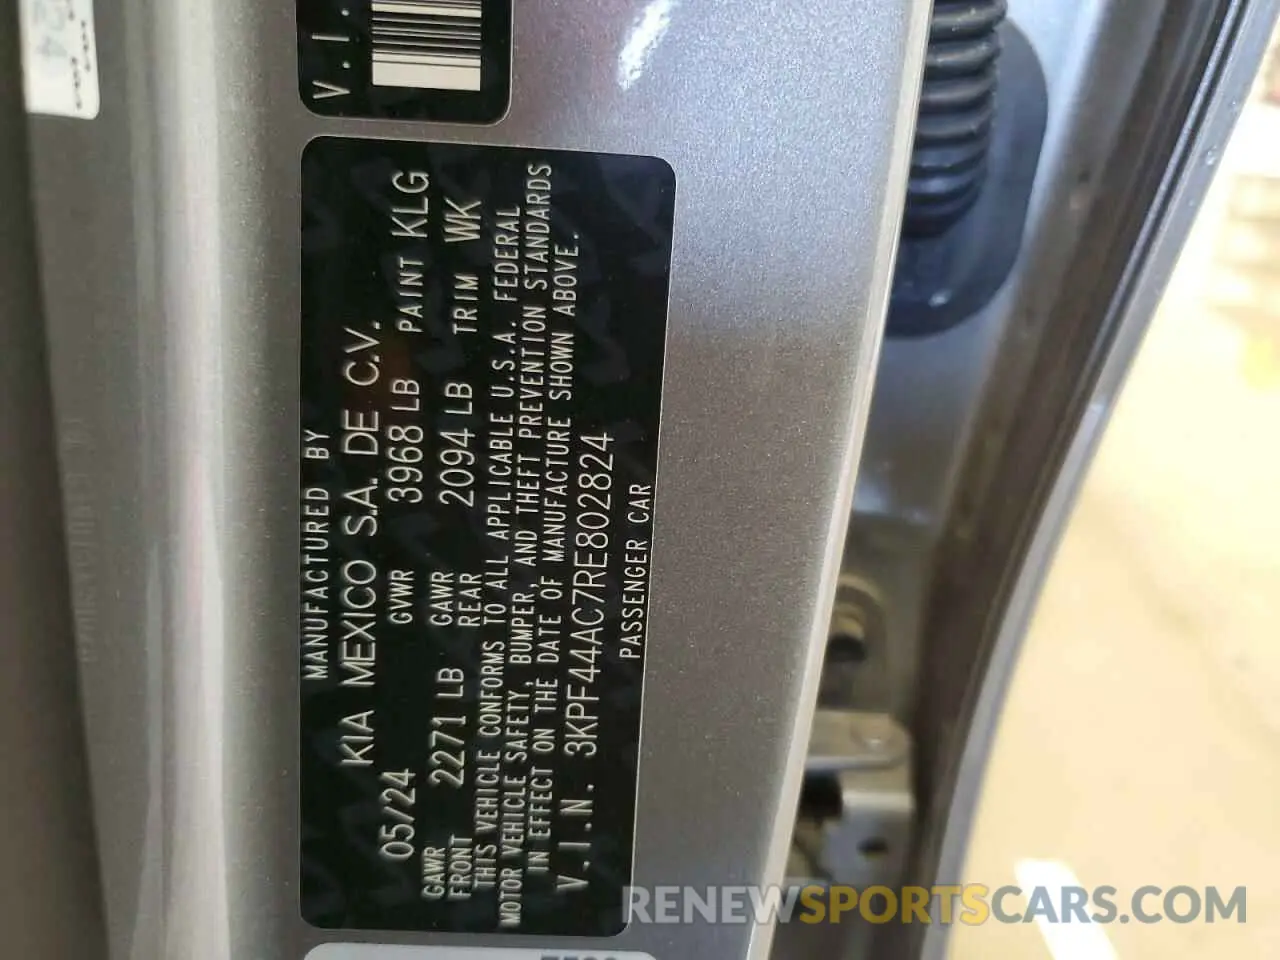 V.I.
MANUFACTURED BY
KIA MEXICO S.A. DE C.V.
05/24 GVWR 3968 LB PAINT KLG
GAWR FRONT 2271 LB GAWR REAR 2094 LB TRIM WK
THIS VEHICLE CONFORMS TO ALL APPLICABLE U.S.A. FEDERAL
MOTOR VEHICLE SAFETY, BUMPER, AND THEFT PREVENTION STANDARDS
IN EFFECT ON THE DATE OF MANUFACTURE SHOWN ABOVE.
V.I.N. 3KPF44AC7RE802824
PASSENGER CAR
RENEWSPORTSCARS.COM